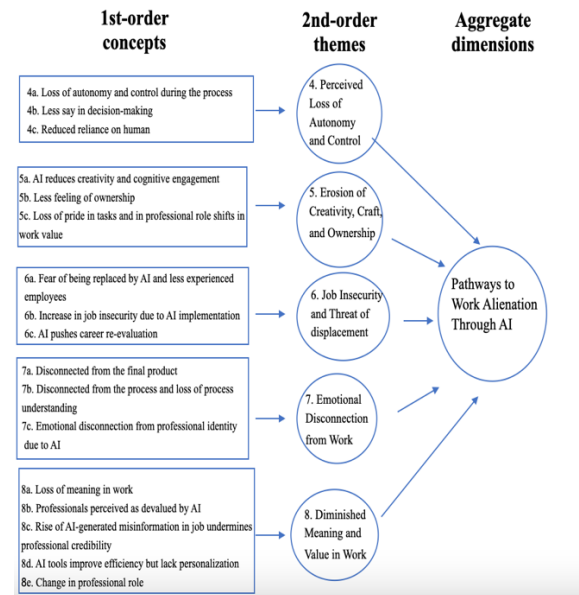 1st-order
concepts
2nd-order
themes
Aggregate
dimensions
4a. Loss of autonomy and control during the process
4b. Less say in decision-making
4c. Reduced reliance on human
4. Perceived
Loss of
Autonomy
and Control
5a. AI reduces creativity and cognitive engagement
5b. Less feeling of ownership
5c. Loss of pride in tasks and in professional role shifts in
work value
5. Erosion of
Creativity, Craft,
and Ownership
6a. Fear of being replaced by AI and less experienced
employees
6b. Increase in job insecurity due to AI implementation
6c. AI pushes career re-evaluation
6. Job Insecurity
and Threat of
displacement
Pathways to
Work Alienation
Through AI
7a. Disconnected from the final product
7b. Disconnected from the process and loss of process
understanding
7c. Emotional disconnection from professional identity
due to AI
7. Emotional
Disconnection
from Work
8a. Loss of meaning in work
8b. Professionals perceived as devalued by AI
8c. Rise of AI-generated misinformation in job undermines
professional credibility
8d. AI tools improve efficiency but lack personalization
8e. Change in professional role
8. Diminished
Meaning and
Value in Work